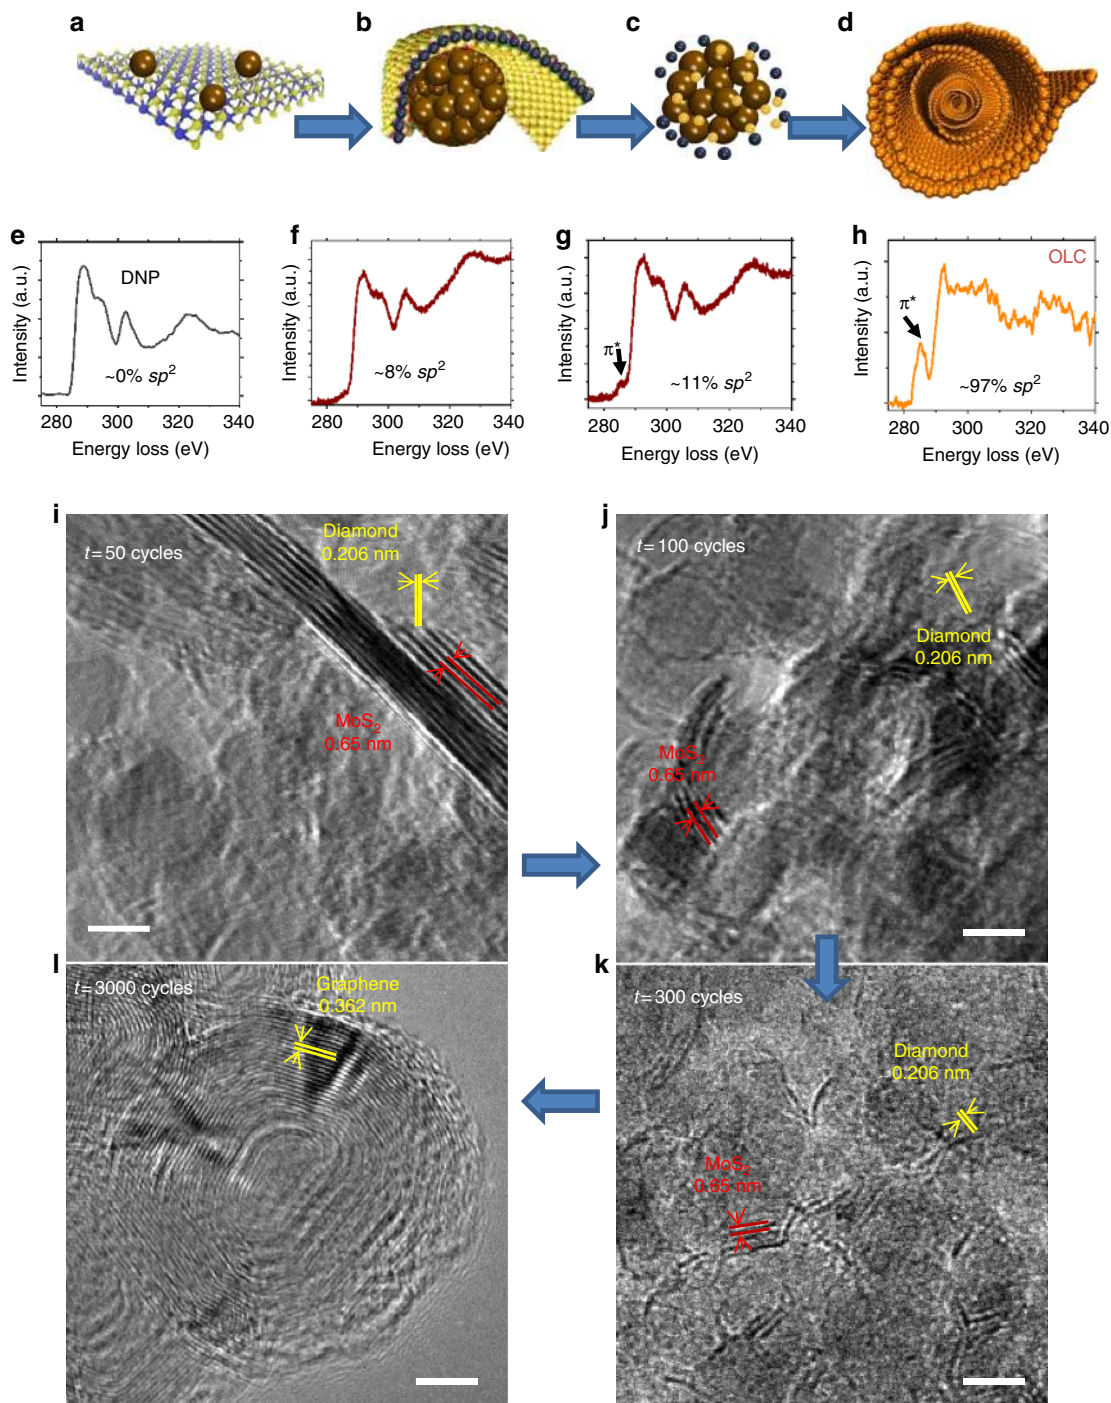 a
b
c
d
e
f
g
h
Intensity (a.u.)
DNP
~0% sp²
280
300
320
340
Energy loss (eV)
Intensity (a.u.)
~8% sp²
280
300
320
340
Energy loss (eV)
Intensity (a.u.)
π*
~11% sp²
280
300
320
340
Energy loss (eV)
Intensity (a.u.)
OLC
π*
~97% sp²
280
300
320
340
Energy loss (eV)
i
t = 50 cycles
Diamond
0.206 nm
MoS₂
0.65 nm
j
t = 100 cycles
Diamond
0.206 nm
MoS₂
0.65 nm
l
t = 3000 cycles
Graphene
0.362 nm
k
t = 300 cycles
Diamond
0.206 nm
MoS₂
0.65 nm